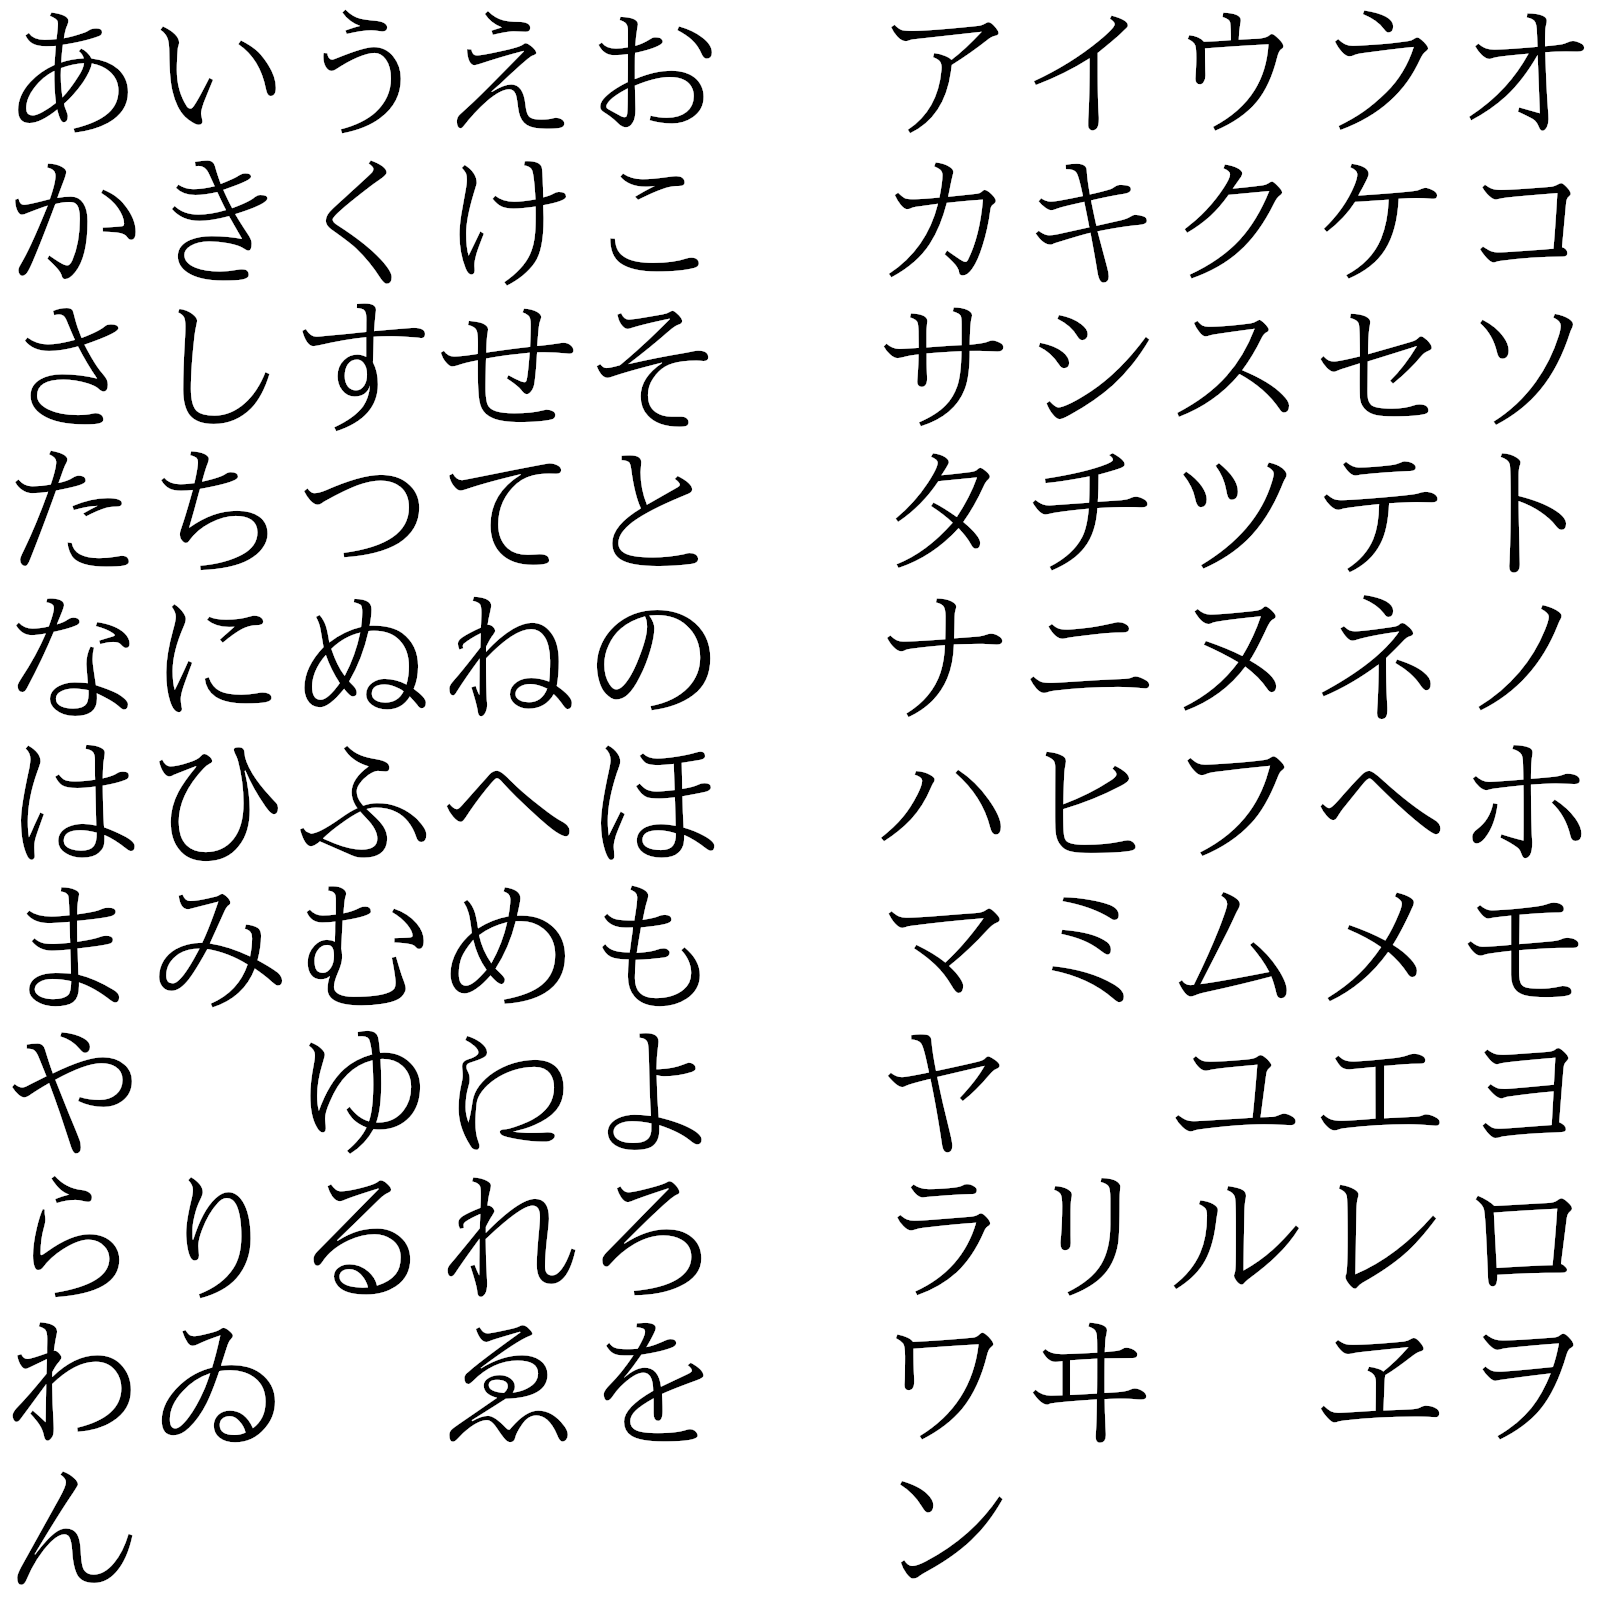 あいうえお アイウ𛀀オ
かきくけこ カキクケコ
さしすせそ サシスセソ
たちつてと タチツテト
なにぬねの ナニヌネノ
はひふへほ ハヒフヘホ
まみむめも マミムメモ
や ゆ𛀁よ ヤ ユエヨ
らりるれろ ラリルレロ
わゐ ゑを ワヰ ヱヲ
ん ン